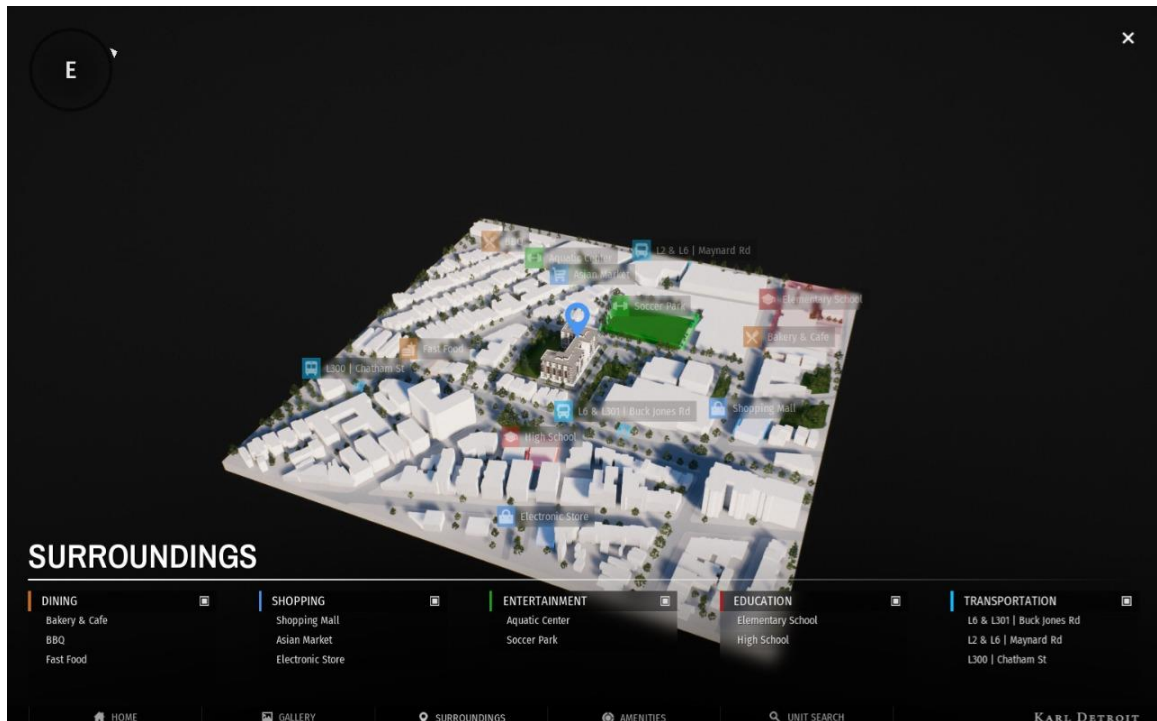 E
L2 & L6 | Maynard Rd
Aquatic Center
Asian Market
Elementary School
Soccer Park
Bakery & Cafe
Fast Food
L300 | Chatham St
Shopping Mall
L6 & L301 | Buck Jones Rd
High School
Electronic Store
SURROUNDINGS
DINING
Bakery & Cafe
BBQ
Fast Food
SHOPPING
Shopping Mall
Asian Market
Electronic Store
ENTERTAINMENT
Aquatic Center
Soccer Park
EDUCATION
Elementary School
High School
TRANSPORTATION
L6 & L301 | Buck Jones Rd
L2 & L6 | Maynard Rd
L300 | Chatham St
HOME
GALLERY
SURROUNDINGS
AMENITIES
UNIT SEARCH
KARL DETROIT